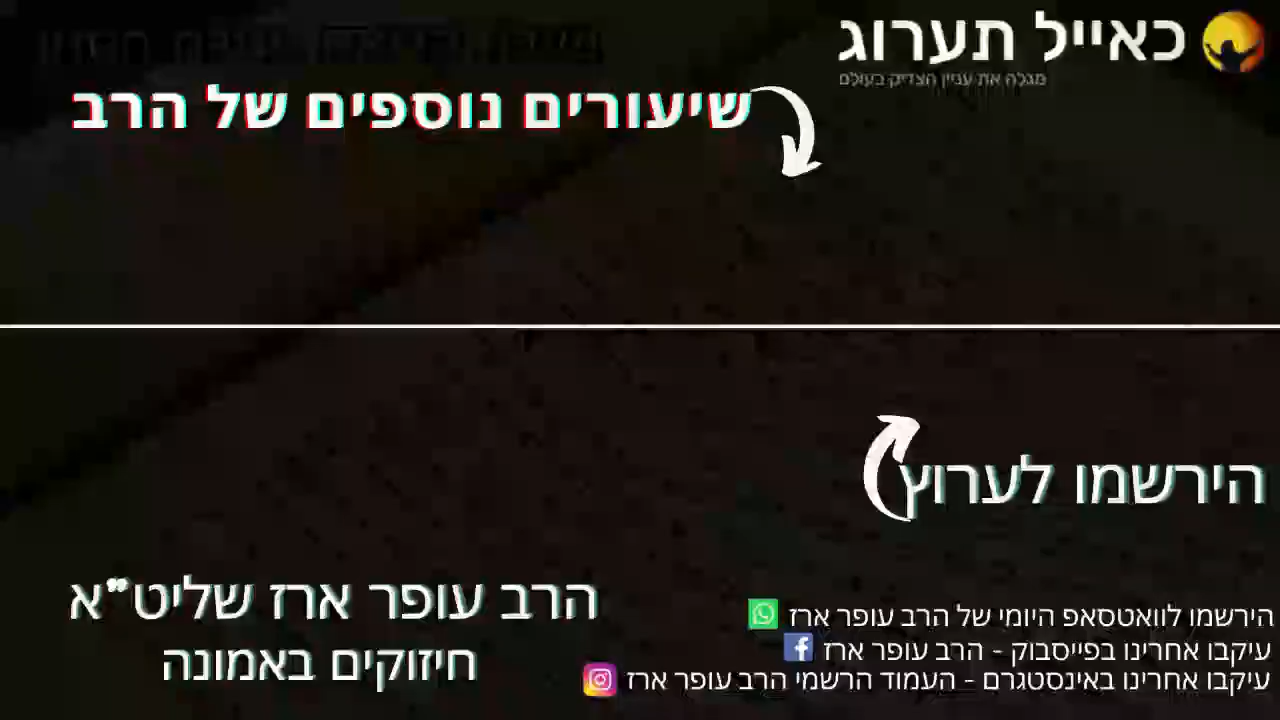 כאייל תערוג
מגלה את עניין הצדיק בעולם
שיעורים נוספים של הרב
הירשמו לערוץ
הרב עופר ארז שליט"א
חיזוקים באמונה
הירשמו לוואטסאפ היומי של הרב עופר ארז
עיקבו אחרינו בפייסבוק - הרב עופר ארז
עיקבו אחרינו באינסטגרם - העמוד הרשמי הרב עופר ארז